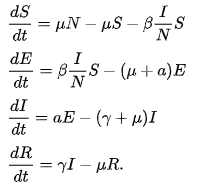 dS/dt = μN − μS − β I/N S
dE/dt = β I/N S − (μ + a)E
dI/dt = aE − (γ + μ)I
dR/dt = γI − μR.